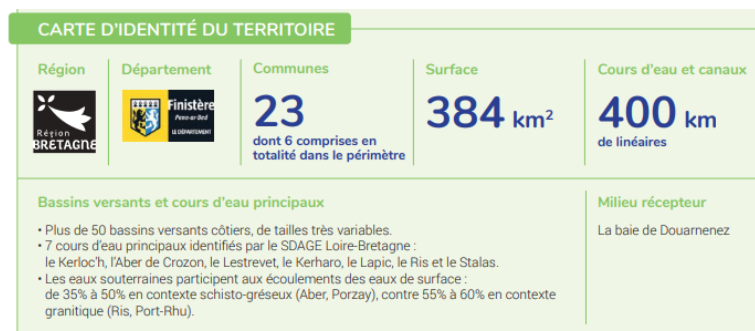 CARTE D'IDENTITÉ DU TERRITOIRE
Région
Département
Communes
Surface
Cours d'eau et canaux
Région
BRETAGNE
Finistère
Penn-ar-Bed
LE DÉPARTEMENT
23
dont 6 comprises en
totalité dans le périmètre
384 km²
400 km
de linéaires
Bassins versants et cours d'eau principaux
• Plus de 50 bassins versants côtiers, de tailles très variables.
• 7 cours d'eau principaux identifiés par le SDAGE Loire-Bretagne :
le Kerloc'h, l'Aber de Crozon, le Lestrevet, le Kerharo, le Lapic, le Ris et le Stalas.
• Les eaux souterraines participent aux écoulements des eaux de surface :
de 35% à 50% en contexte schisto-gréseux (Aber, Porzay), contre 55% à 60% en contexte
granitique (Ris, Port-Rhu).
Milieu récepteur
La baie de Douarnenez